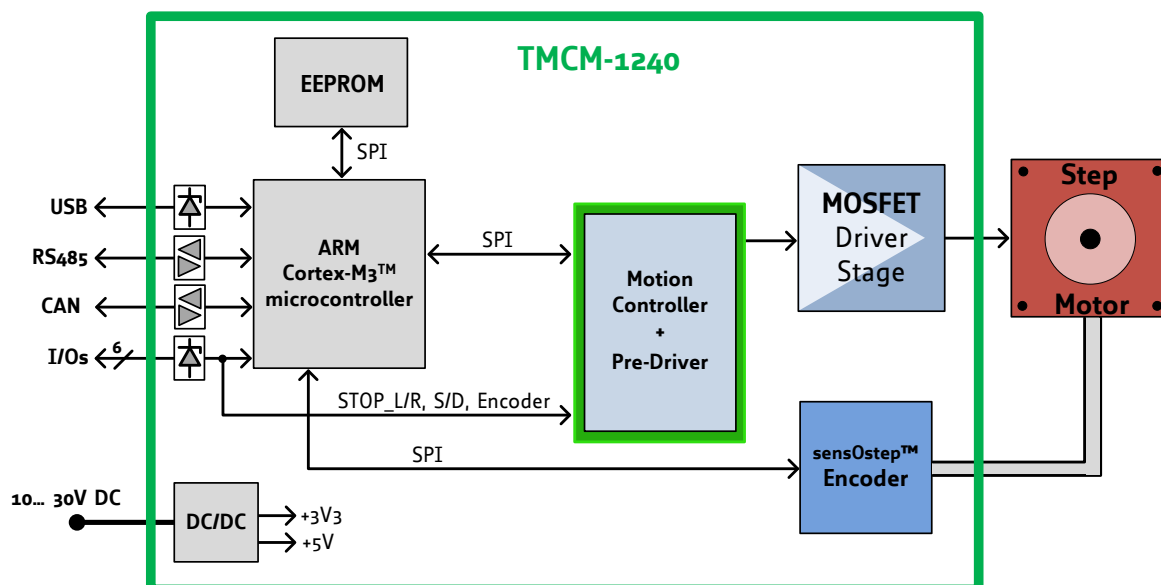 TMCM-1240
EEPROM
SPI
USB
RS485
CAN
I/Os
6
ARM
Cortex-M3™
microcontroller
SPI
Motion
Controller
+
Pre-Driver
MOSFET
Driver
Stage
Step
Motor
STOP_L/R, S/D, Encoder
SPI
sensOstep™
Encoder
10... 30V DC
DC/DC
+3V3
+5V